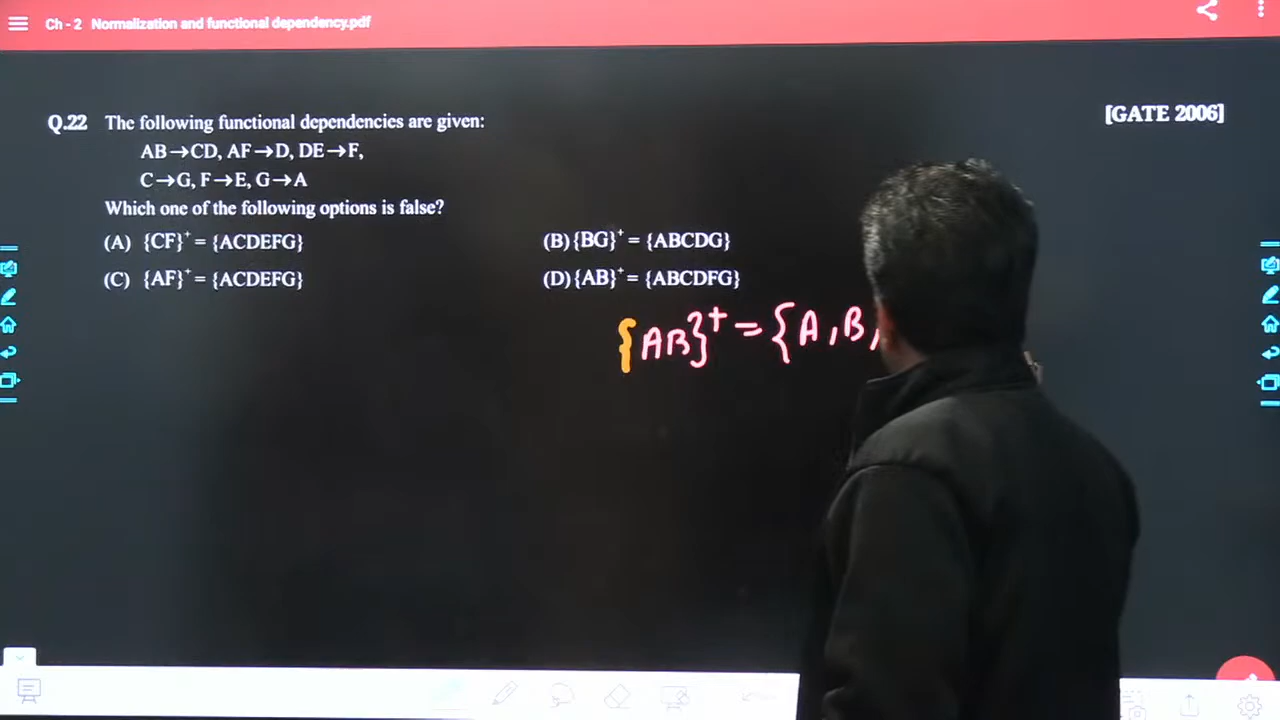 Ch - 2 Normalization and functional dependency.pdf
Q.22 The following functional dependencies are given: [GATE 2006]
AB→CD, AF→D, DE→F,
C→G, F→E, G→A
Which one of the following options is false?
(A) {CF}⁺ = {ACDEFG} (B) {BG}⁺ = {ABCDG}
(C) {AF}⁺ = {ACDEFG} (D) {AB}⁺ = {ABCDFG}
{AB}⁺ = {A, B,